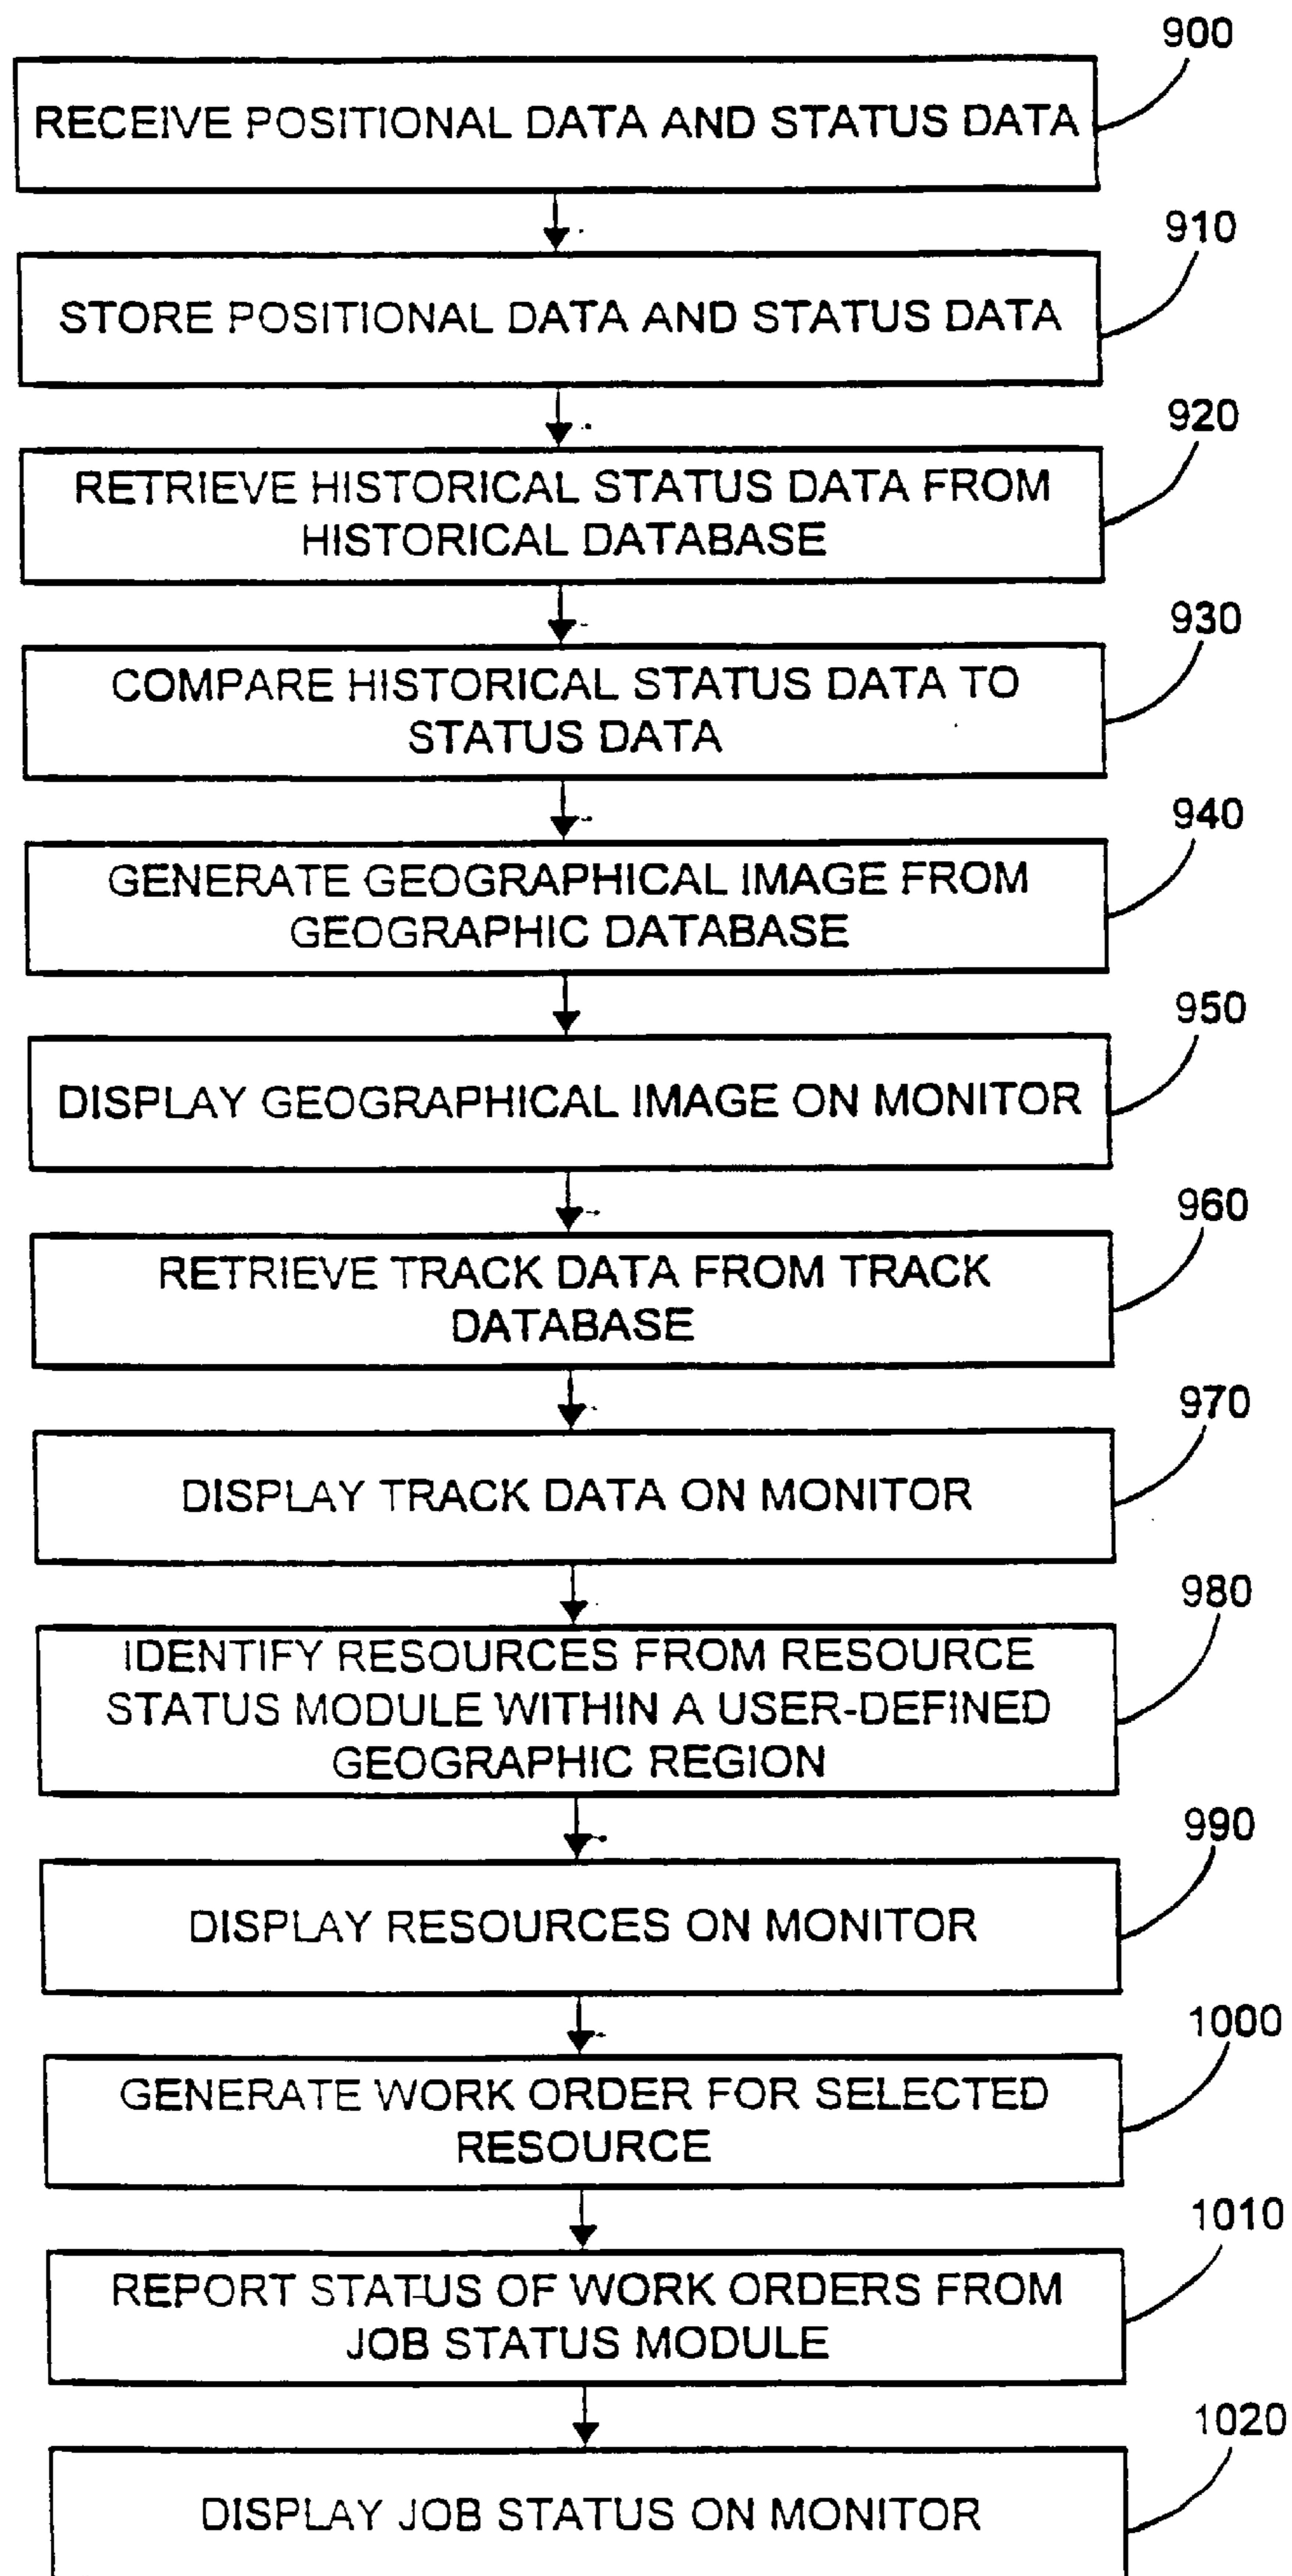 900
RECEIVE POSITIONAL DATA AND STATUS DATA
910
STORE POSITIONAL DATA AND STATUS DATA
920
RETRIEVE HISTORICAL STATUS DATA FROM
HISTORICAL DATABASE
930
COMPARE HISTORICAL STATUS DATA TO
STATUS DATA
940
GENERATE GEOGRAPHICAL IMAGE FROM
GEOGRAPHIC DATABASE
950
DISPLAY GEOGRAPHICAL IMAGE ON MONITOR
960
RETRIEVE TRACK DATA FROM TRACK
DATABASE
970
DISPLAY TRACK DATA ON MONITOR
980
IDENTIFY RESOURCES FROM RESOURCE
STATUS MODULE WITHIN A USER-DEFINED
GEOGRAPHIC REGION
990
DISPLAY RESOURCES ON MONITOR
1000
GENERATE WORK ORDER FOR SELECTED
RESOURCE
1010
REPORT STATUS OF WORK ORDERS FROM
JOB STATUS MODULE
1020
DISPLAY JOB STATUS ON MONITOR